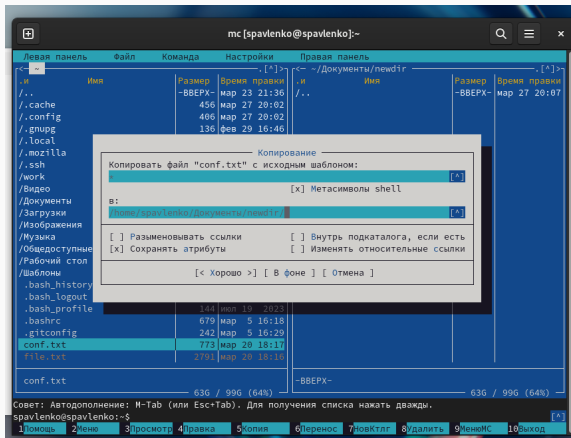 mc [spavlenko@spavlenko]:~
Левая панель Файл Команда Настройки Правая панель
<— ~ .[^]>
<— ~/Документы/newdir .[^]>
.и Имя Размер Время правки
.и Имя Размер Время правки
/.. -ВВЕРХ- мар 23 21:36
/.. -ВВЕРХ- мар 27 20:07
/.cache 456 мар 27 20:02
/.config 406 мар 27 20:02
/.gnupg 136 фев 29 16:46
/.local
/.mozilla
/.ssh
/work
/Видео
/Документы
/Загрузки
/Изображения
/Музыка
/Общедоступные
/Рабочий стол
/Шаблоны
.bash_history
.bash_logout
.bash_profile 144 июл 19 2023
.bashrc 679 мар 5 16:18
.gitconfig 242 мар 5 16:29
conf.txt 773 мар 20 18:17
file.txt 2791 мар 20 18:16
Копирование
Копировать файл "conf.txt" с исходным шаблоном:
* [^]
[x] Метасимволы shell
в:
/home/spavlenko/Документы/newdir/ [^]
[ ] Разыменовывать ссылки [ ] Внутрь подкаталога, если есть
[x] Сохранять атрибуты [ ] Изменять относительные ссылки
[< Хорошо >] [ В фоне ] [ Отмена ]
conf.txt
-ВВЕРХ-
63G / 99G (64%)
63G / 99G (64%)
Совет: Автодополнение: M-Tab (или Esc+Tab). Для получения списка нажать дважды.
spavlenko@spavlenko:~$ [^]
1Помощь 2Меню 3Просмотр 4Правка 5Копия 6Перенос 7НовКтлг 8Удалить 9МенюМС 10Выход